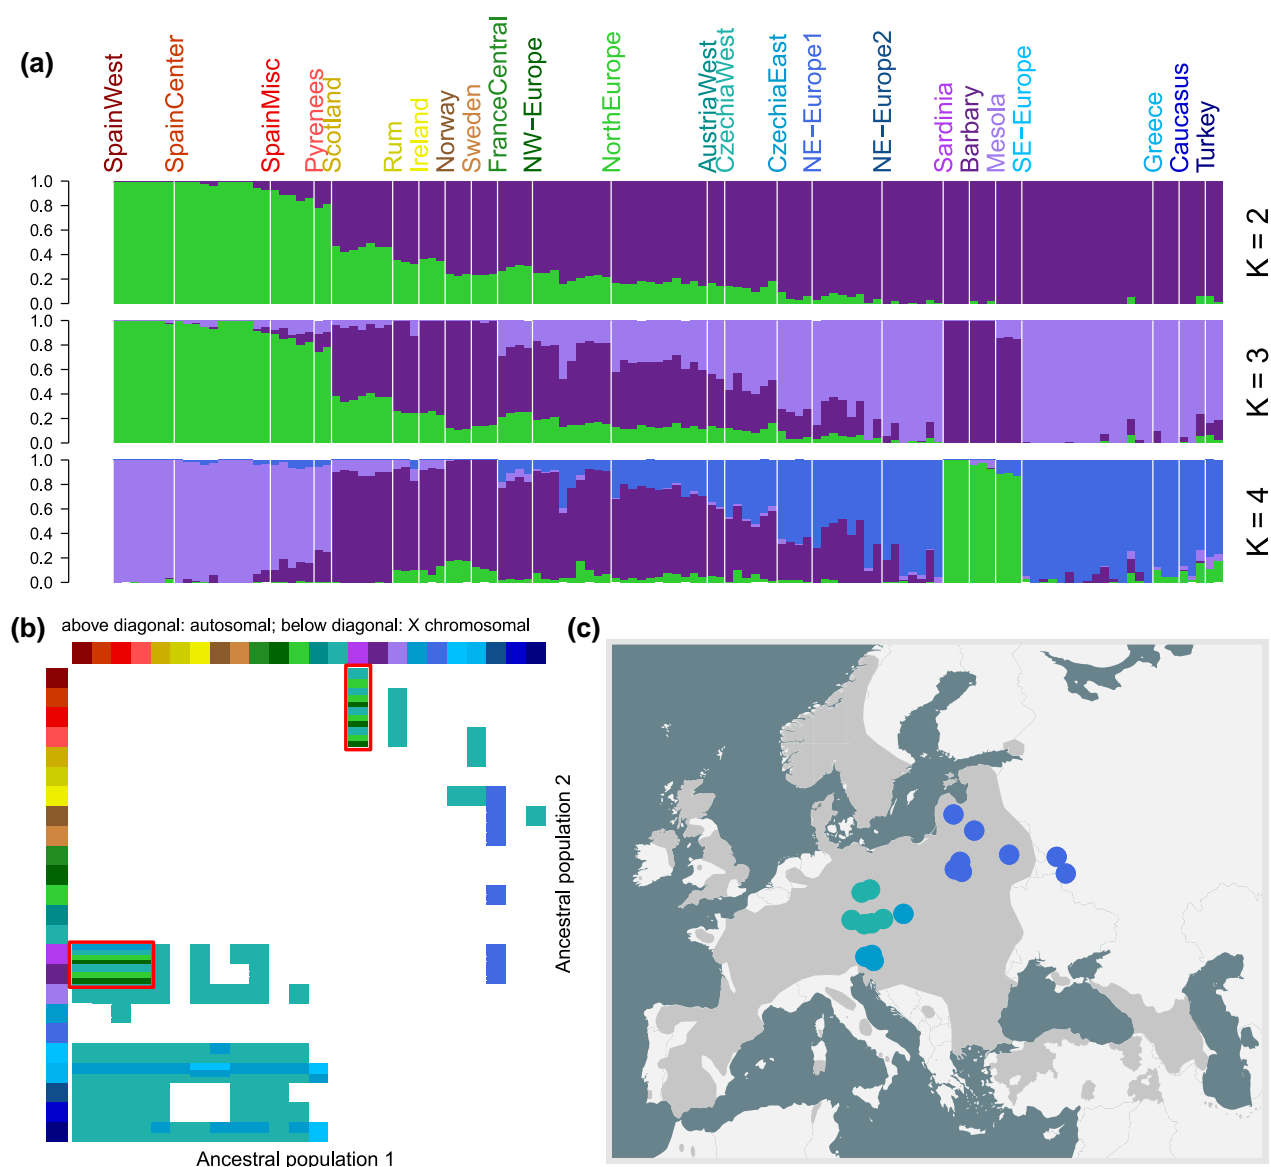 (a)
SpainWest
SpainCenter
SpainMisc
Pyrenees
Scotland
Rum
Ireland
Norway
Sweden
FranceCentral
NW−Europe
NorthEurope
AustriaWest
CzechiaWest
CzechiaEast
NE−Europe1
NE−Europe2
Sardinia
Barbary
Mesola
SE−Europe
Greece
Caucasus
Turkey
1.0
0.8
0.6
0.4
0.2
0.0
K = 2
1.0
0.8
0.6
0.4
0.2
0.0
K = 3
1.0
0.8
0.6
0.4
0.2
0.0
K = 4
(b)
above diagonal: autosomal; below diagonal: X chromosomal
Ancestral population 2
Ancestral population 1
(c)